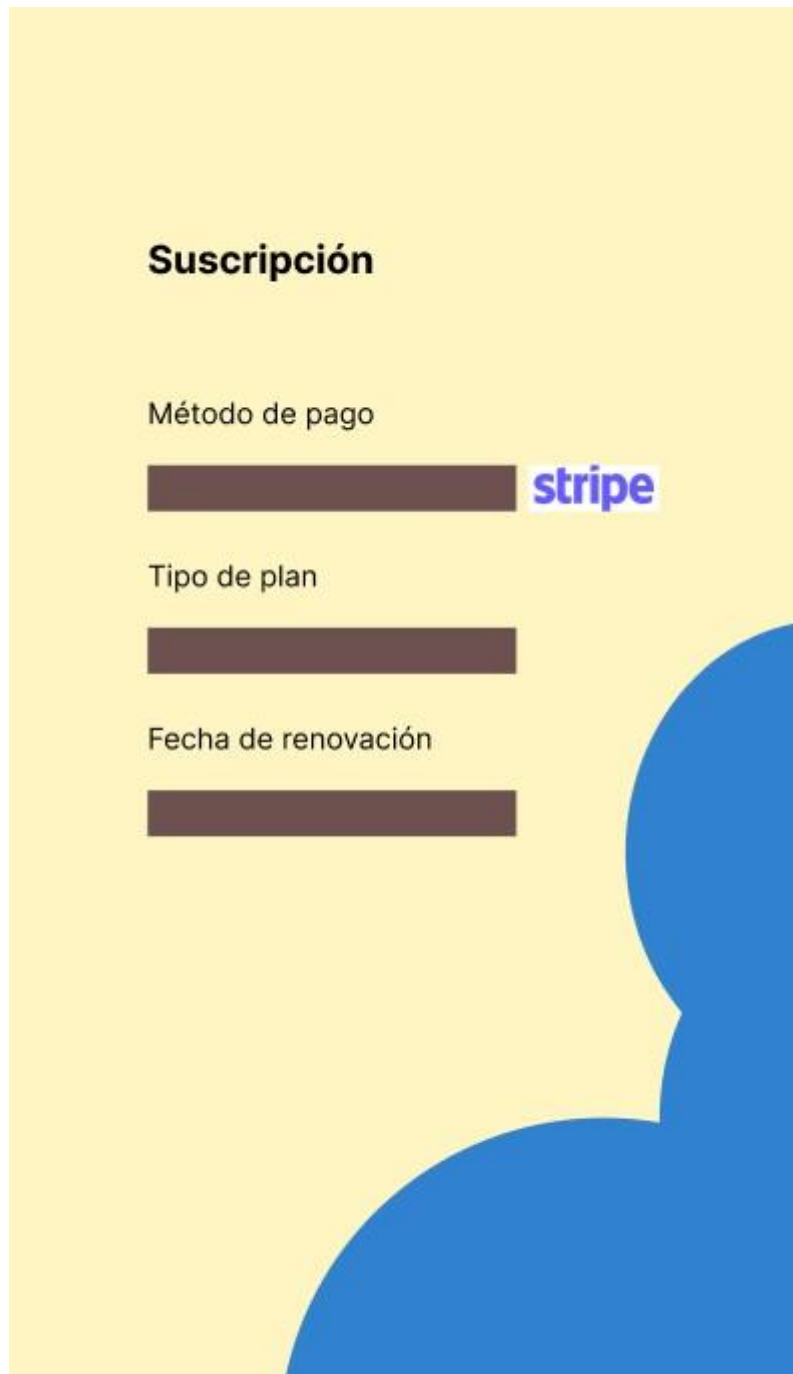 Suscripción
Método de pago
stripe
Tipo de plan
Fecha de renovación